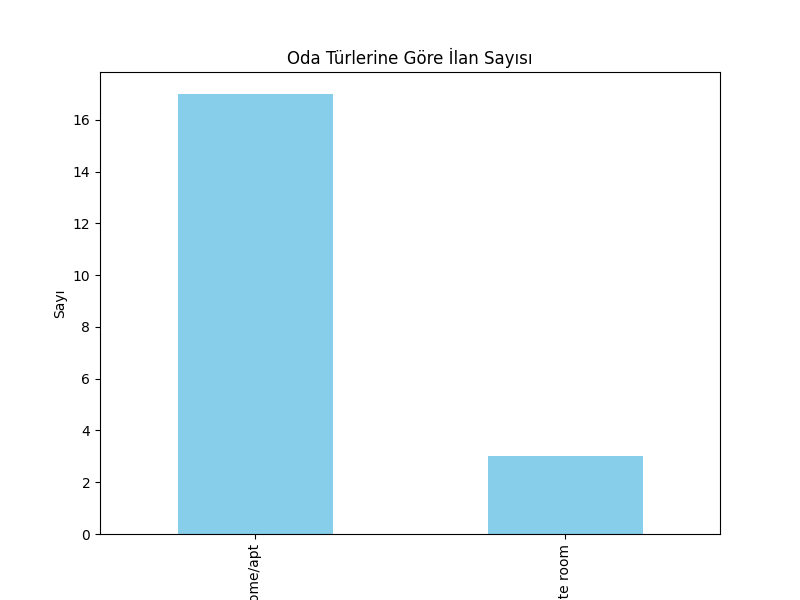 Oda Türlerine Göre İlan Sayısı
Sayı
16
14
12
10
8
6
4
2
0
ome/apt
te room